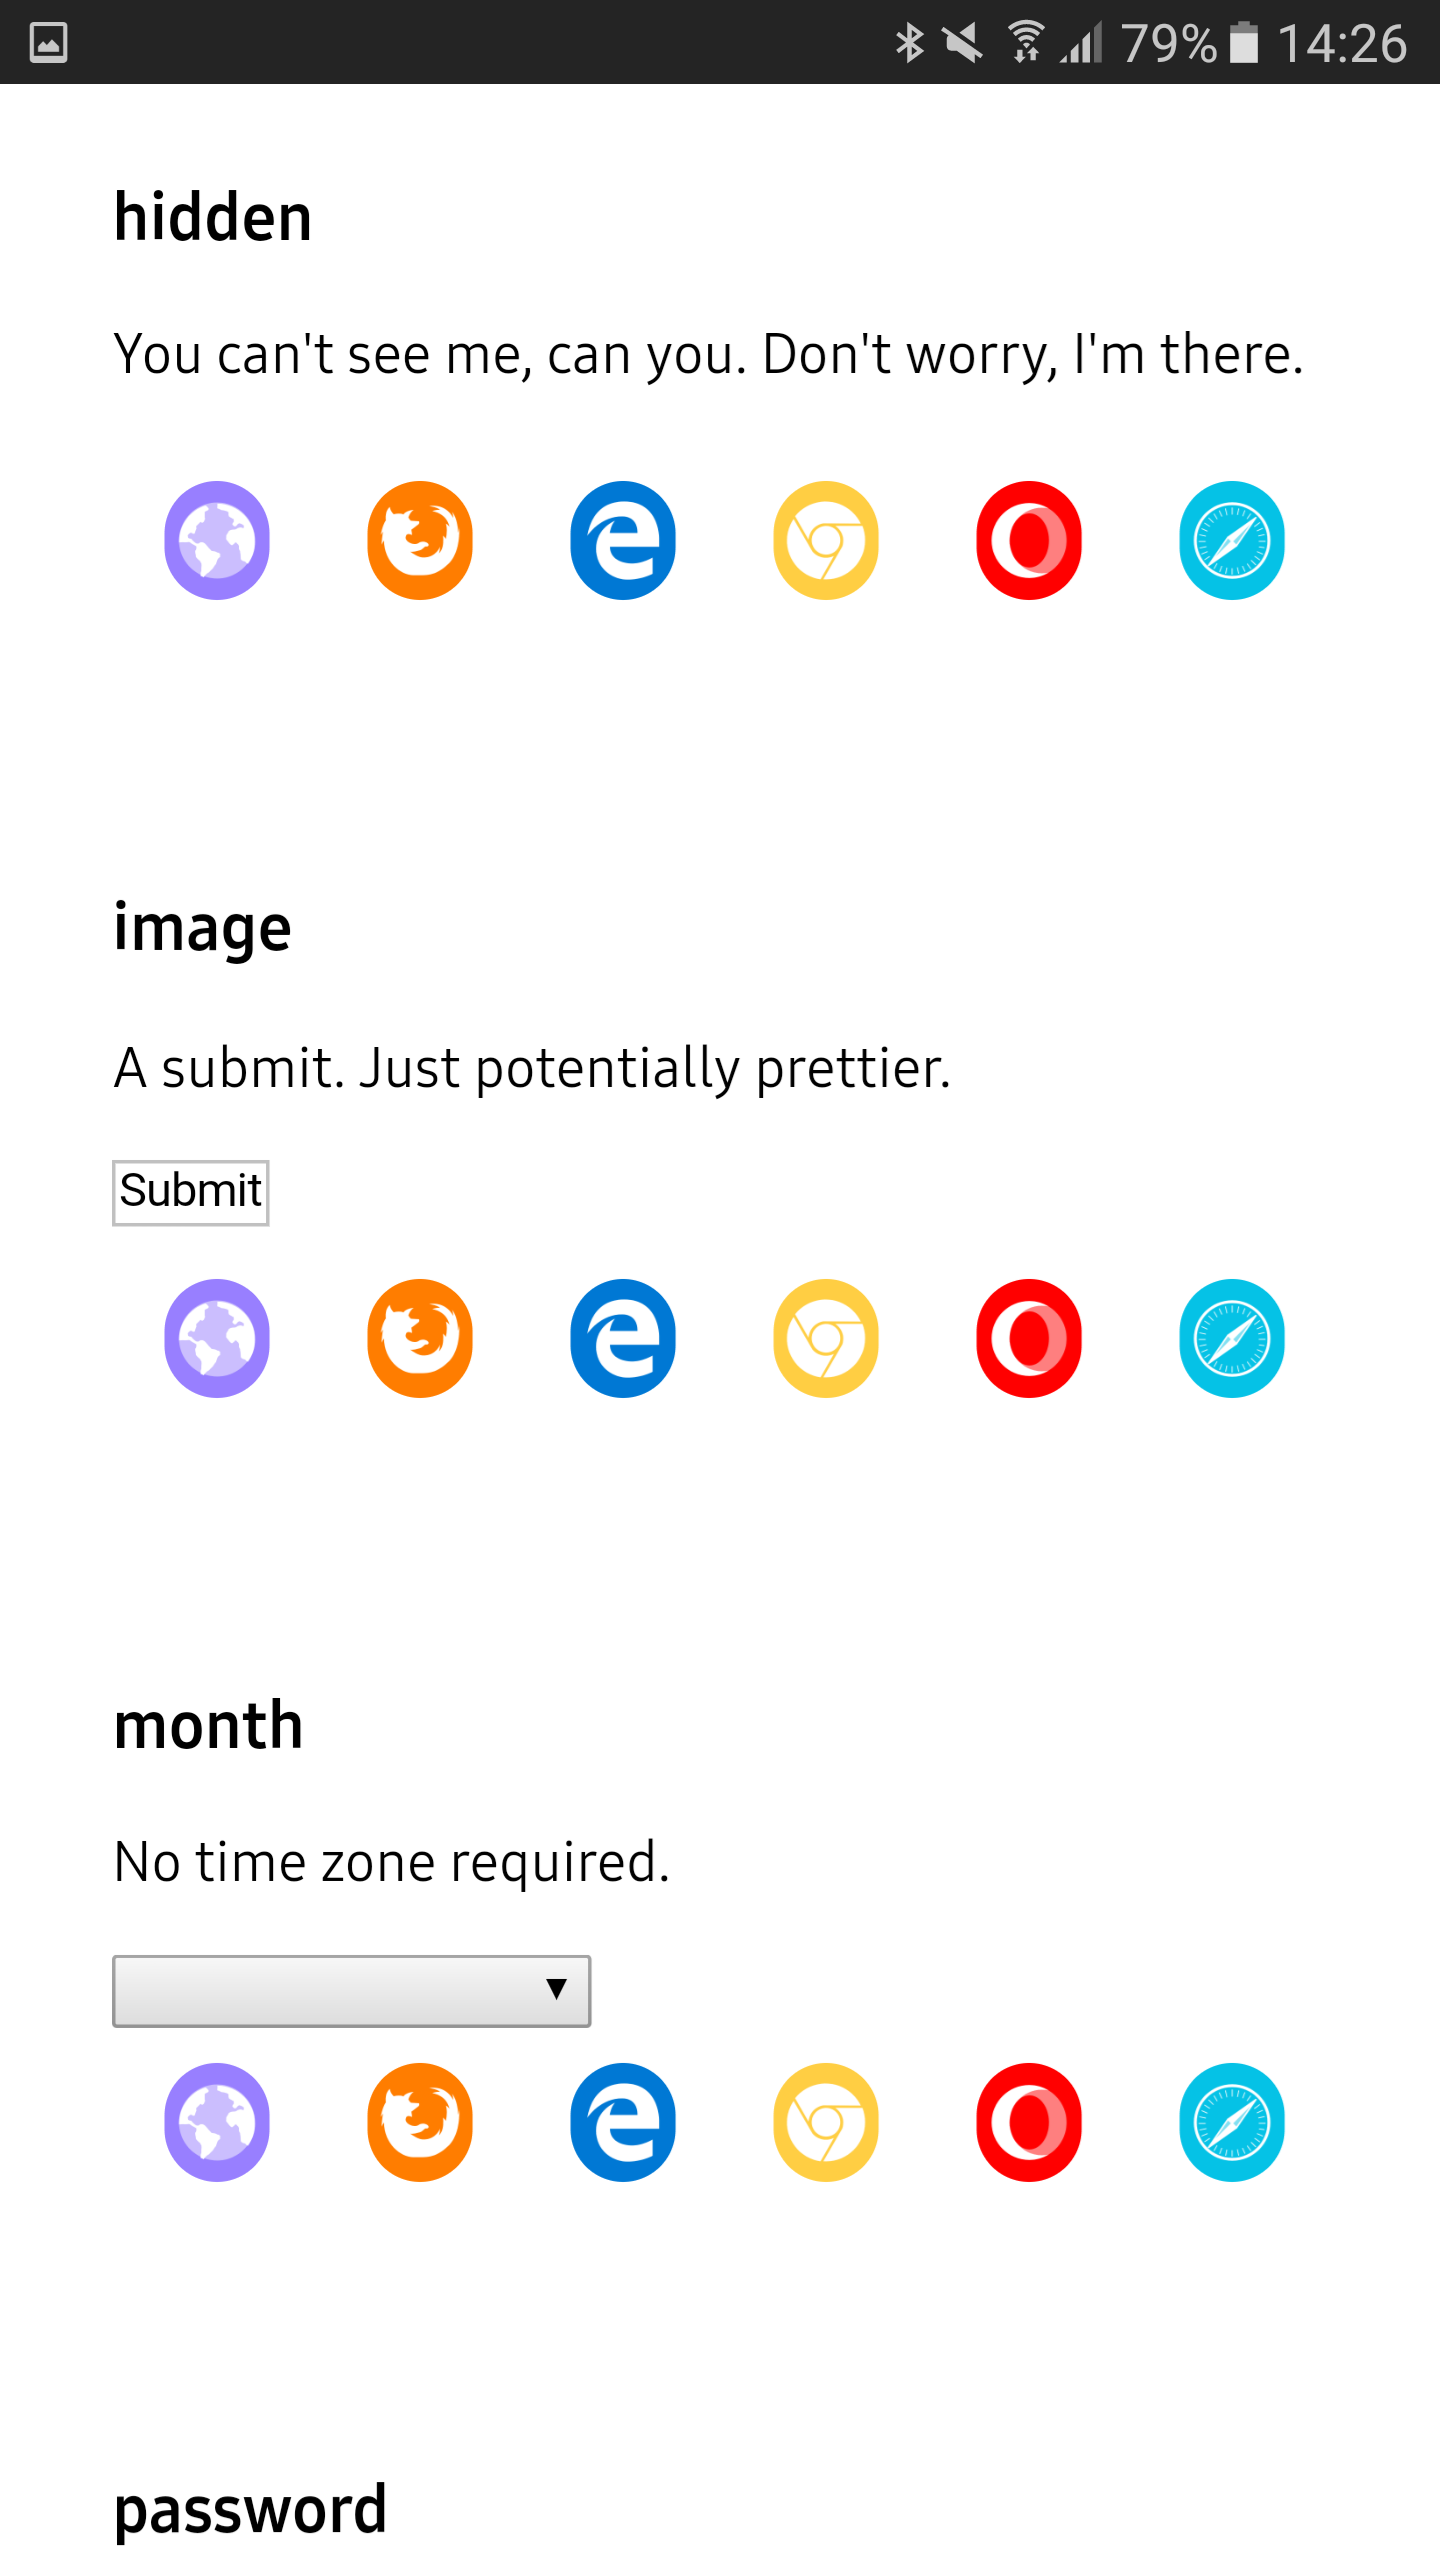 79% 14:26
hidden
You can't see me, can you. Don't worry, I'm there.
image
A submit. Just potentially prettier.
Submit
month
No time zone required.
password